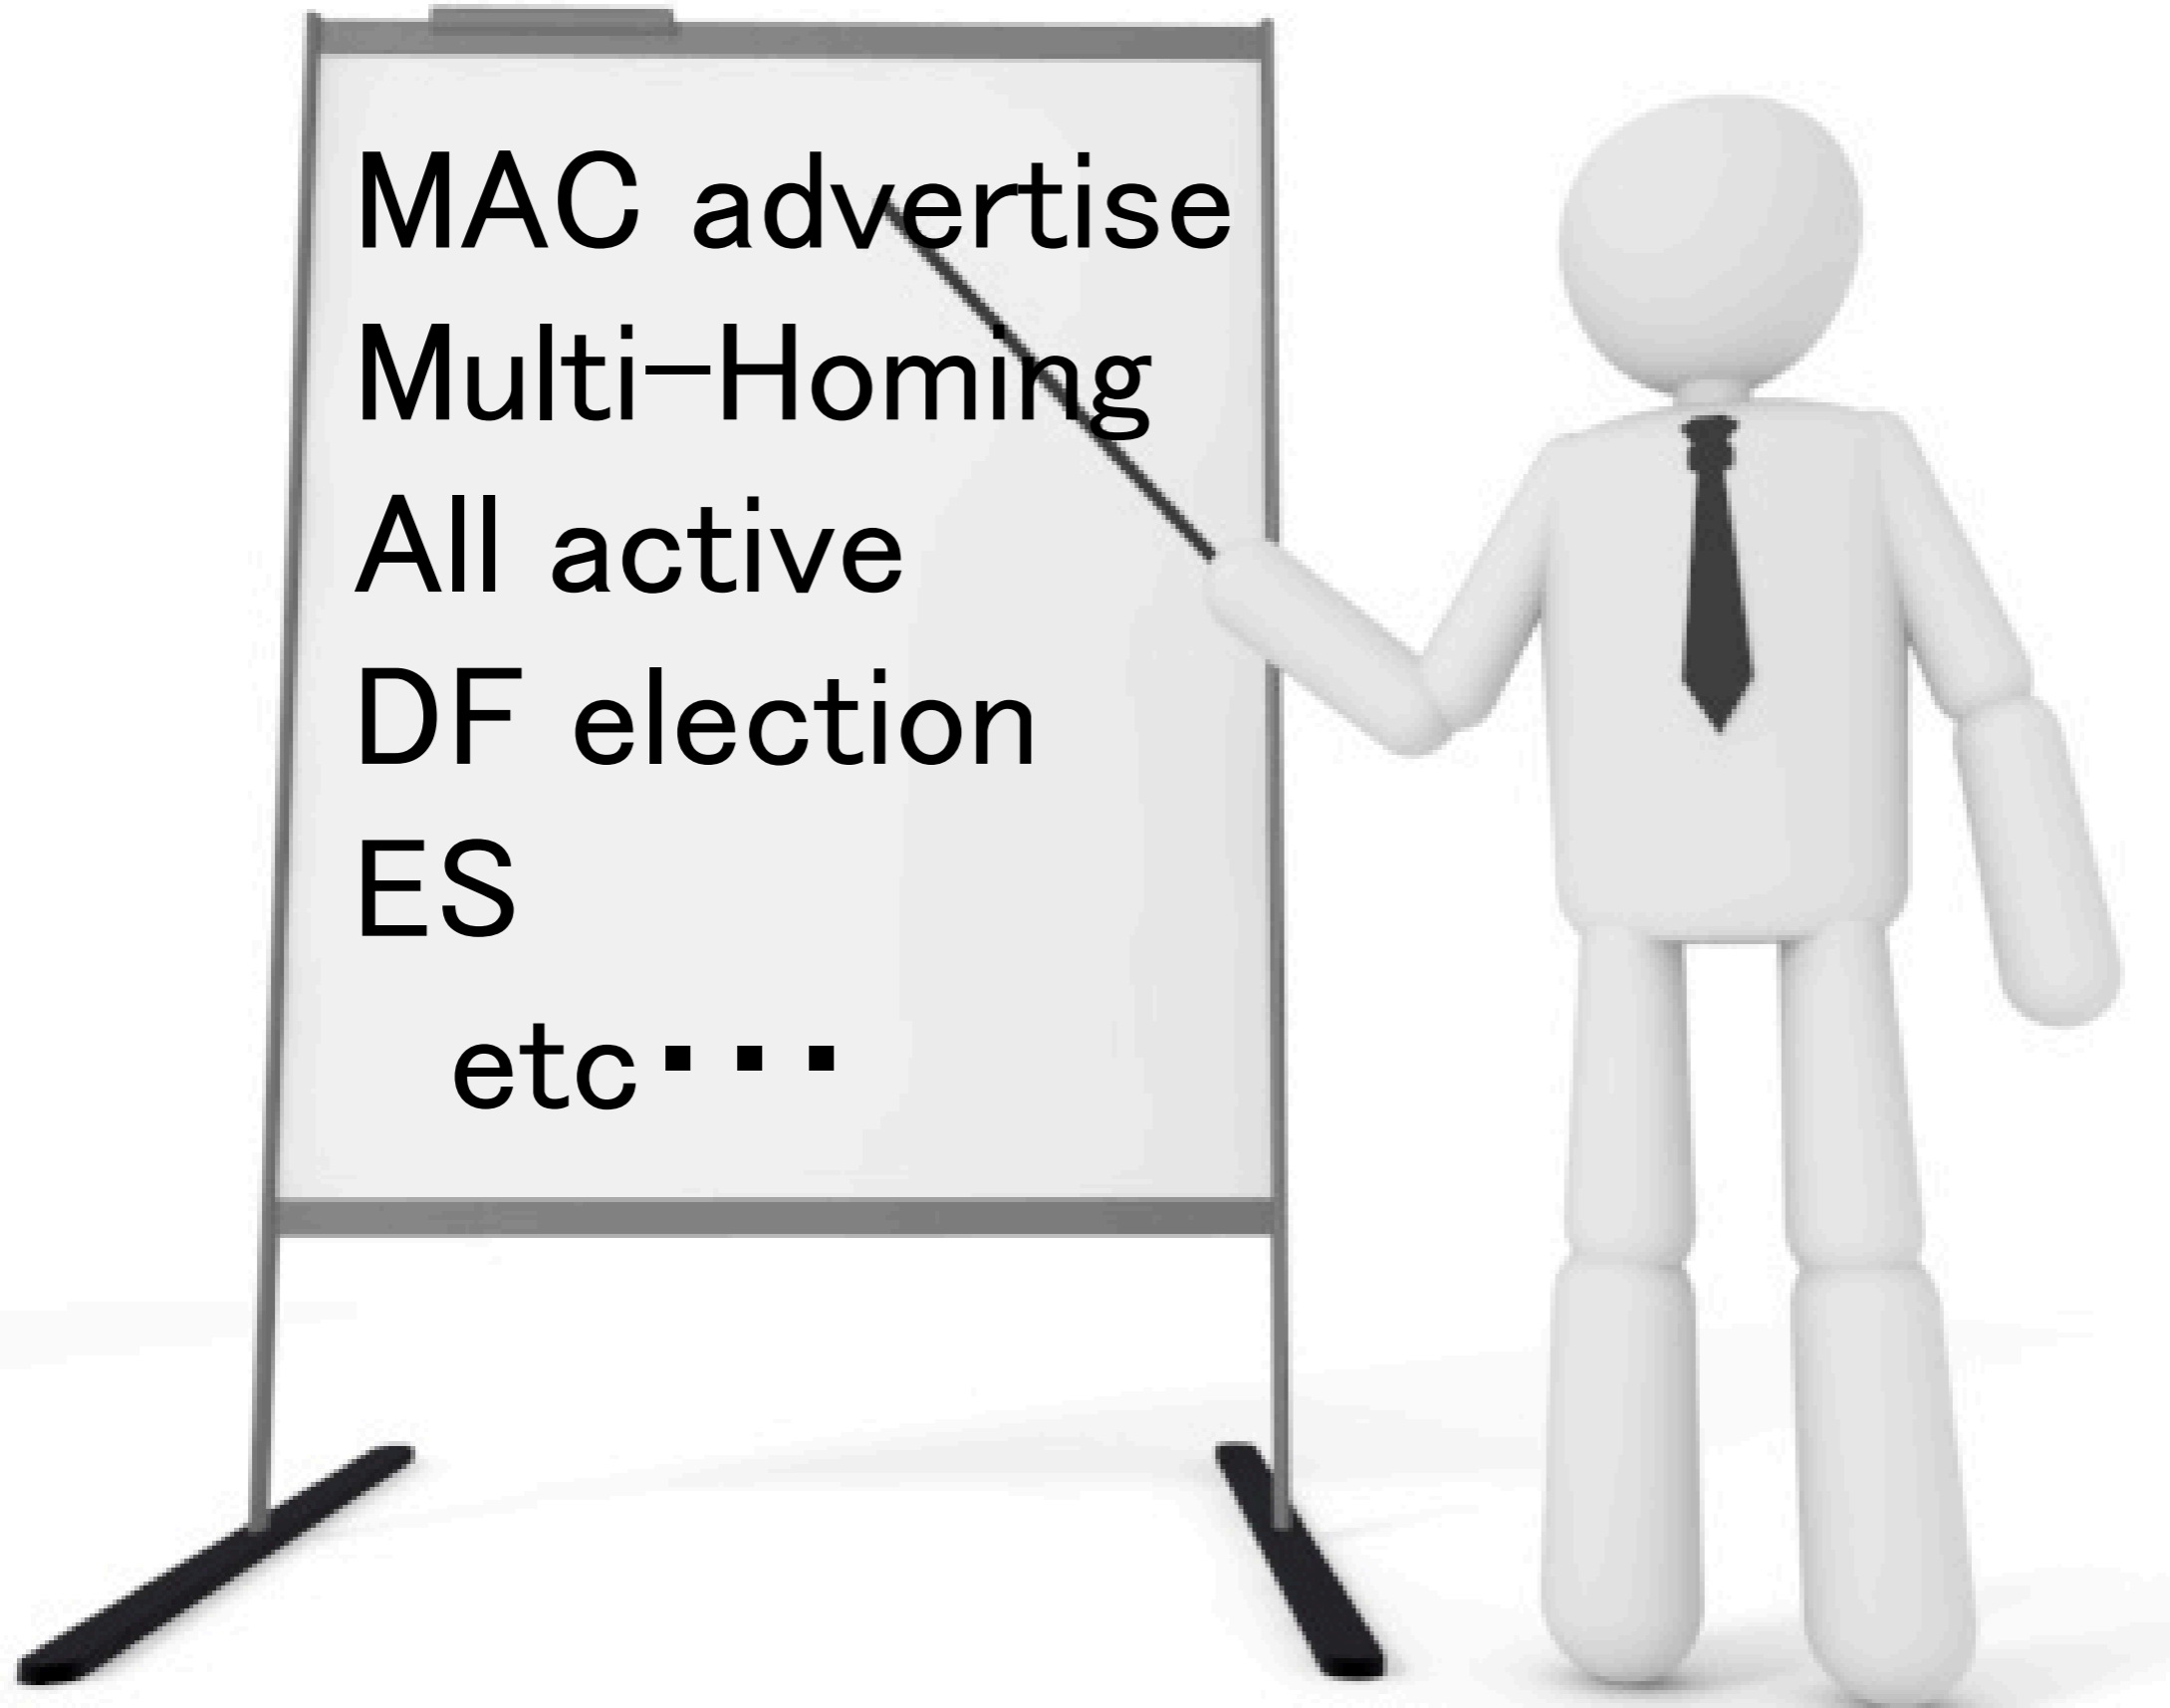 MAC advertise
Multi-Homing
All active
DF election
ES
etc・・・